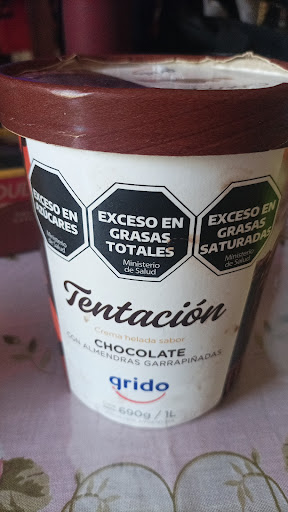 EXCESO EN
AZÚCARES
Ministerio
de Salud
EXCESO EN
GRASAS
TOTALES
Ministerio
de Salud
EXCESO EN
GRASAS
SATURADAS
Ministerio
de Salud
Tentación
Crema helada sabor
CHOCOLATE
CON ALMENDRAS GARRAPIÑADAS
grido
690g / 1L